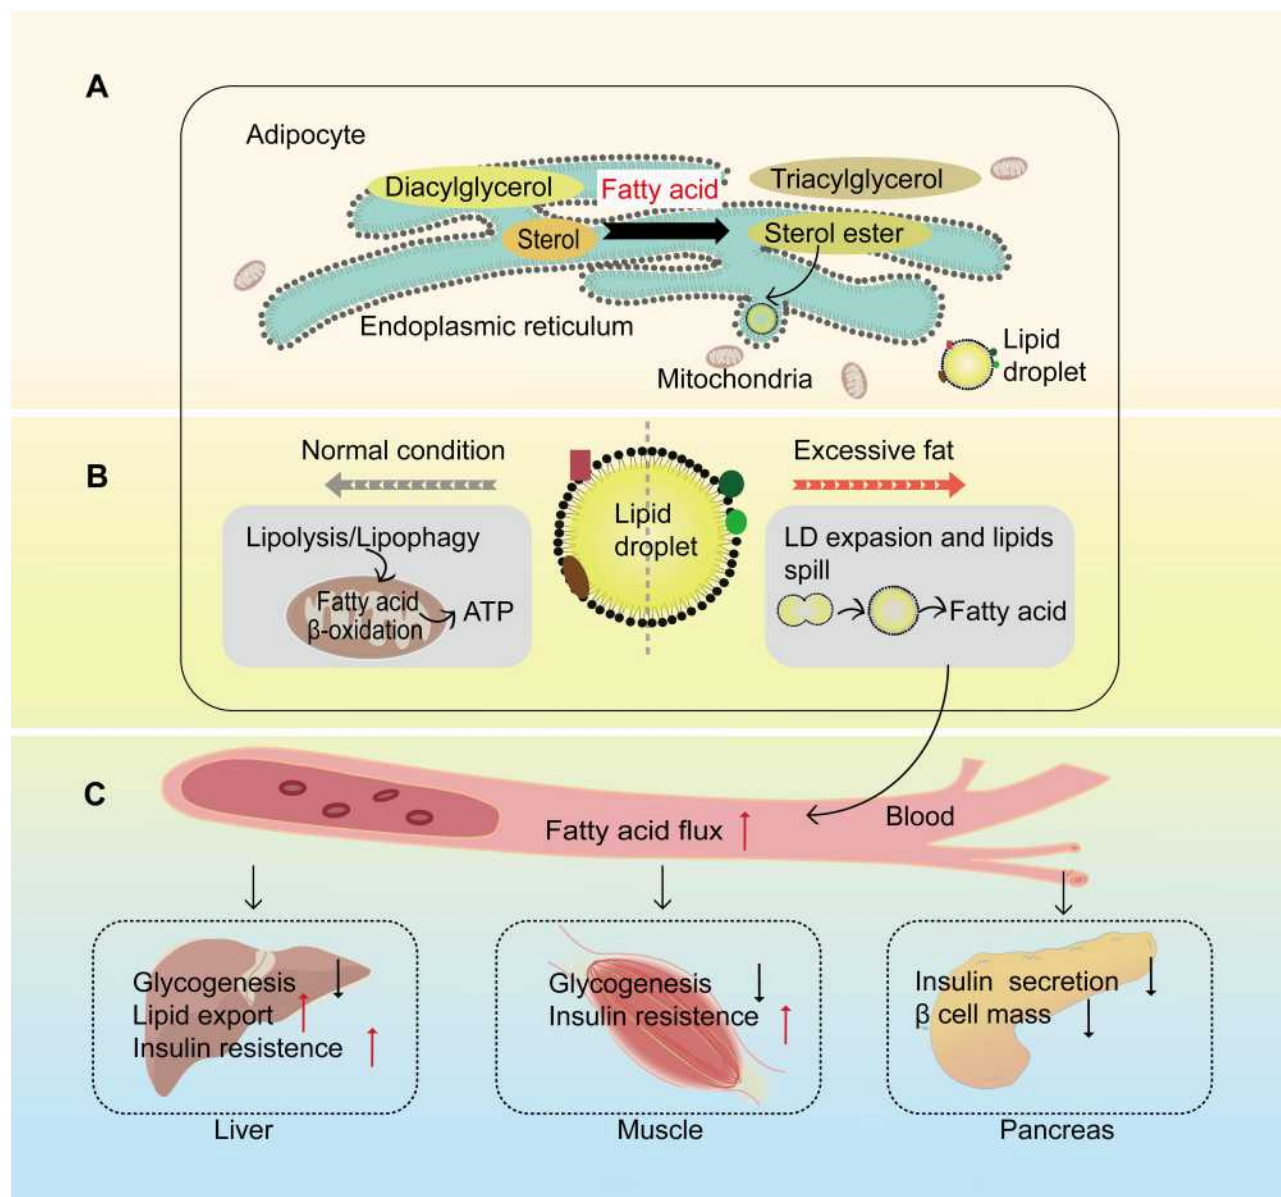 A
Adipocyte
Diacylglycerol
Fatty acid
Triacylglycerol
Sterol
Sterol ester
Endoplasmic reticulum
Mitochondria
Lipid
droplet
B
Normal condition
Excessive fat
Lipolysis/Lipophagy
Fatty acid
β-oxidation
ATP
Lipid
droplet
LD expasion and lipids
spill
Fatty acid
C
Fatty acid flux
Blood
Glycogenesis
Lipid export
Insulin resistence
Liver
Glycogenesis
Insulin resistence
Muscle
Insulin secretion
β cell mass
Pancreas